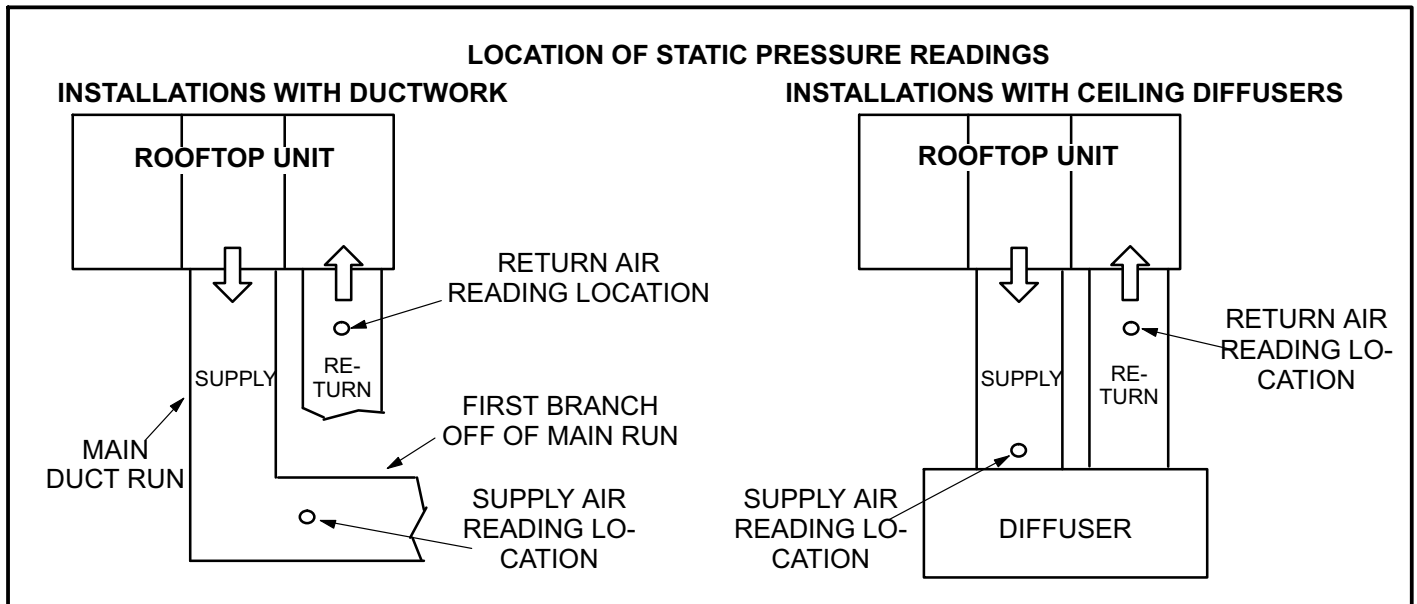 LOCATION OF STATIC PRESSURE READINGS
INSTALLATIONS WITH DUCTWORK
ROOFTOP UNIT
RETURN AIR
READING LOCATION
SUPPLY
RE-
TURN
MAIN
DUCT RUN
FIRST BRANCH
OFF OF MAIN RUN
SUPPLY AIR
READING LO-
CATION
INSTALLATIONS WITH CEILING DIFFUSERS
ROOFTOP UNIT
RETURN AIR
READING LO-
CATION
SUPPLY
RE-
TURN
SUPPLY AIR
READING LO-
CATION
DIFFUSER